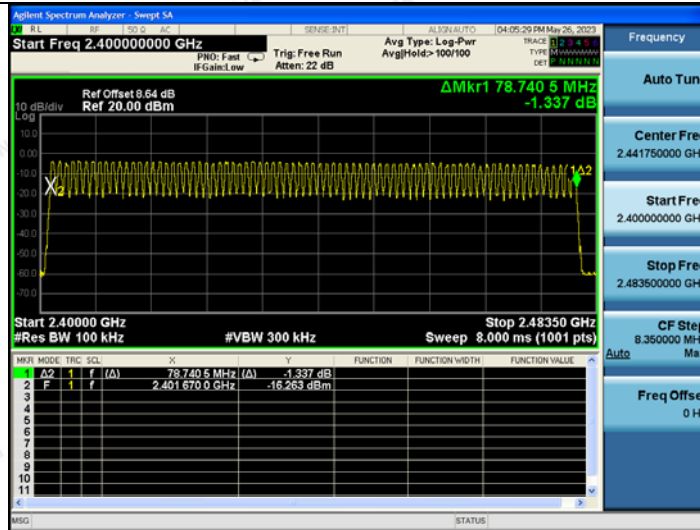 Agilent Spectrum Analyzer - Swept SA
RL RF 50 Ω AC SENSE:INT ALIGNAUTO 04:05:29 PM May 26, 2023
Start Freq 2.400000000 GHz
PNO: Fast
IFGain:Low
Trig: Free Run
Atten: 22 dB
Avg Type: Log-Pwr
Avg|Hold:> 100/100
TRACE 1 2 3 4 5 6
TYPE M
DET P N N N N N
Ref Offset 8.64 dB
Ref 20.00 dBm
10 dB/div
Log
ΔMkr1 78.740 5 MHz
-1.337 dB
10.0
0.00
-10.0
-20.0
-30.0
-40.0
-50.0
-60.0
-70.0
X2
1Δ2
Start 2.40000 GHz
Stop 2.48350 GHz
#Res BW 100 kHz
#VBW 300 kHz
Sweep 8.000 ms (1001 pts)
MKR MODE TRC SCL X Y FUNCTION FUNCTION WIDTH FUNCTION VALUE
1 Δ2 1 f (Δ) 78.740 5 MHz (Δ) -1.337 dB
2 F 1 f 2.401 670 0 GHz -16.263 dBm
3
4
5
6
7
8
9
10
11
MSG STATUS
Frequency
Auto Tun
Center Fre
2.441750000 GH
Start Fre
2.400000000 GH
Stop Fre
2.483500000 GH
CF Ste
8.350000 MH
Auto Ma
Freq Offse
0 H